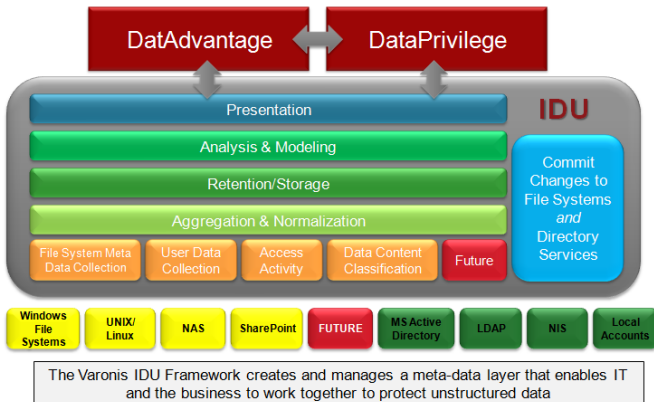 DatAdvantage
DataPrivilege
IDU
Presentation
Analysis & Modeling
Retention/Storage
Aggregation & Normalization
File System Meta
Data Collection
User Data
Collection
Access
Activity
Data Content
Classification
Future
Commit
Changes to
File Systems
and
Directory
Services
Windows
File
Systems
UNIX/
Linux
NAS
SharePoint
FUTURE
MS Active
Directory
LDAP
NIS
Local
Accounts
The Varonis IDU Framework creates and manages a meta-data layer that enables IT
and the business to work together to protect unstructured data